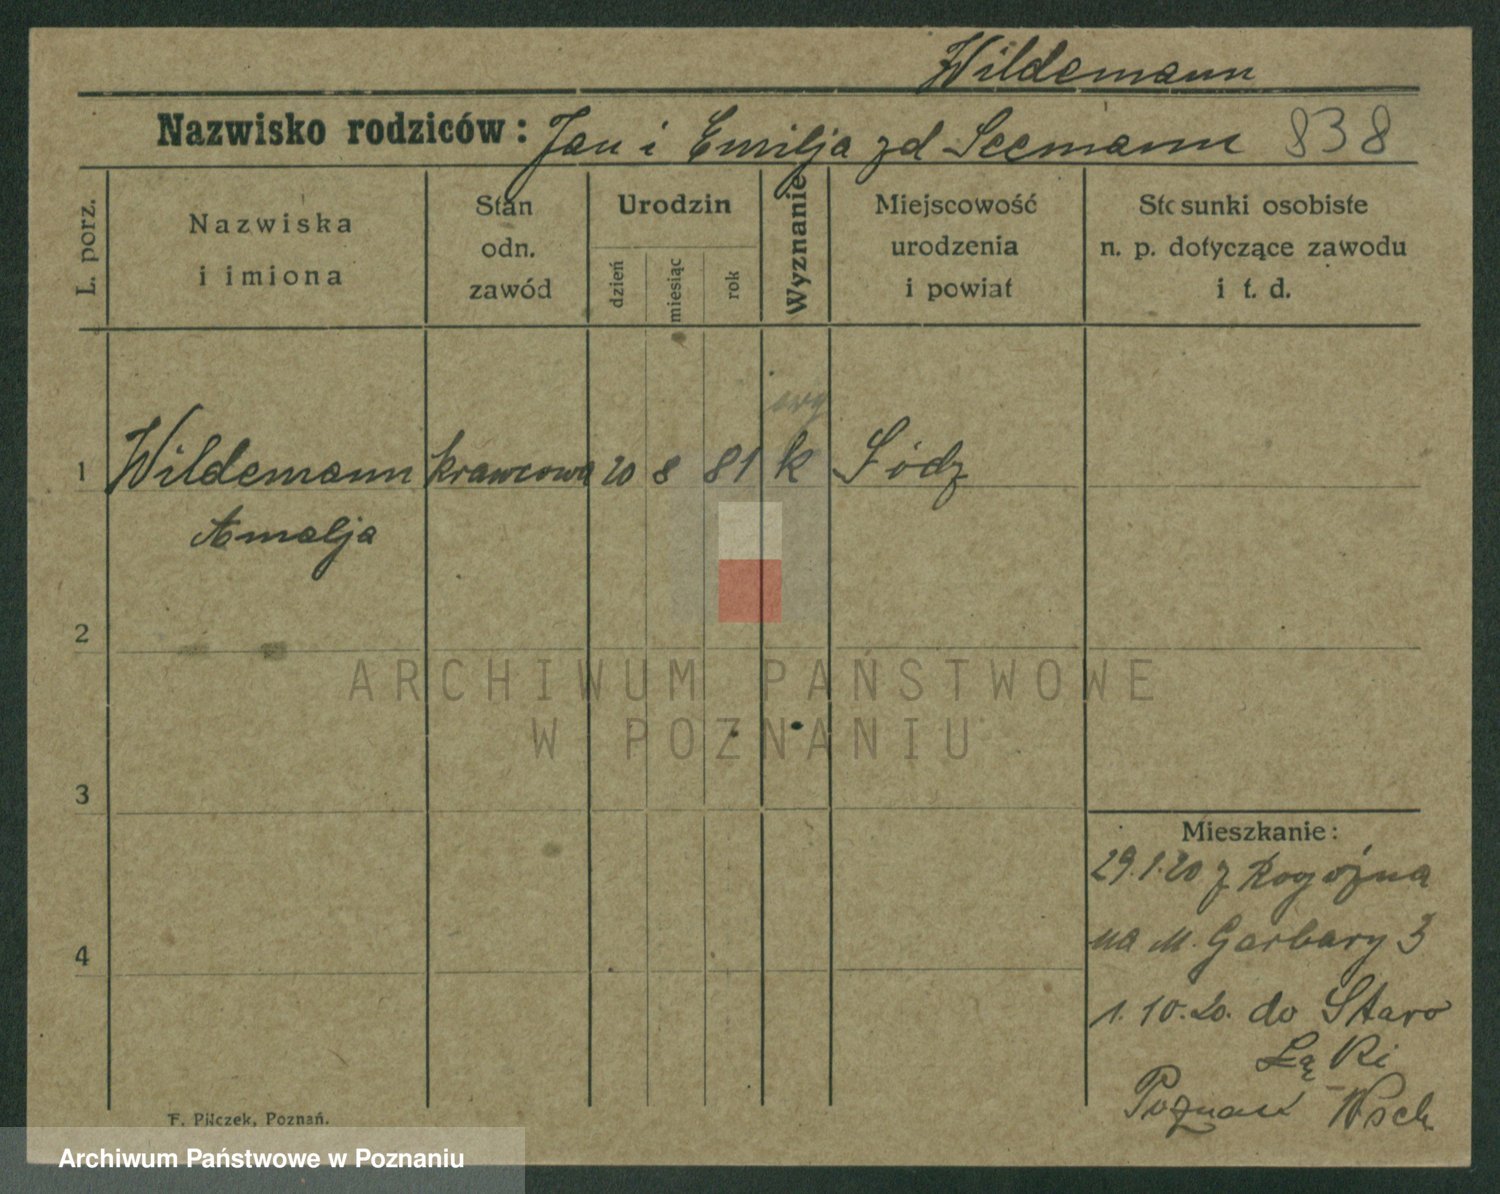 Wildemann
Nazwisko rodziców: Jan i Emilja zd Seemann 838
L. porz.
Nazwiska
i imiona
Stan
odn.
zawód
Urodzin
dzień
miesiąc
rok
Wyznanie
Miejscowość
urodzenia
i powiat
Stosunki osobiste
n. p. dotyczące zawodu
i t. d.
1 Wildemann krawcowa 20 8 81 k Łódz
Amalja
2
3
4
Mieszkanie:
29.1.20 z Rogóżna
na M. Garbary 3
1.10.20. do Staro
Łęki
Poznań - Wsch.
F. Pilczek, Poznań.
ARCHIWUM PAŃSTWOWE
W POZNANIU
Archiwum Państwowe w Poznaniu